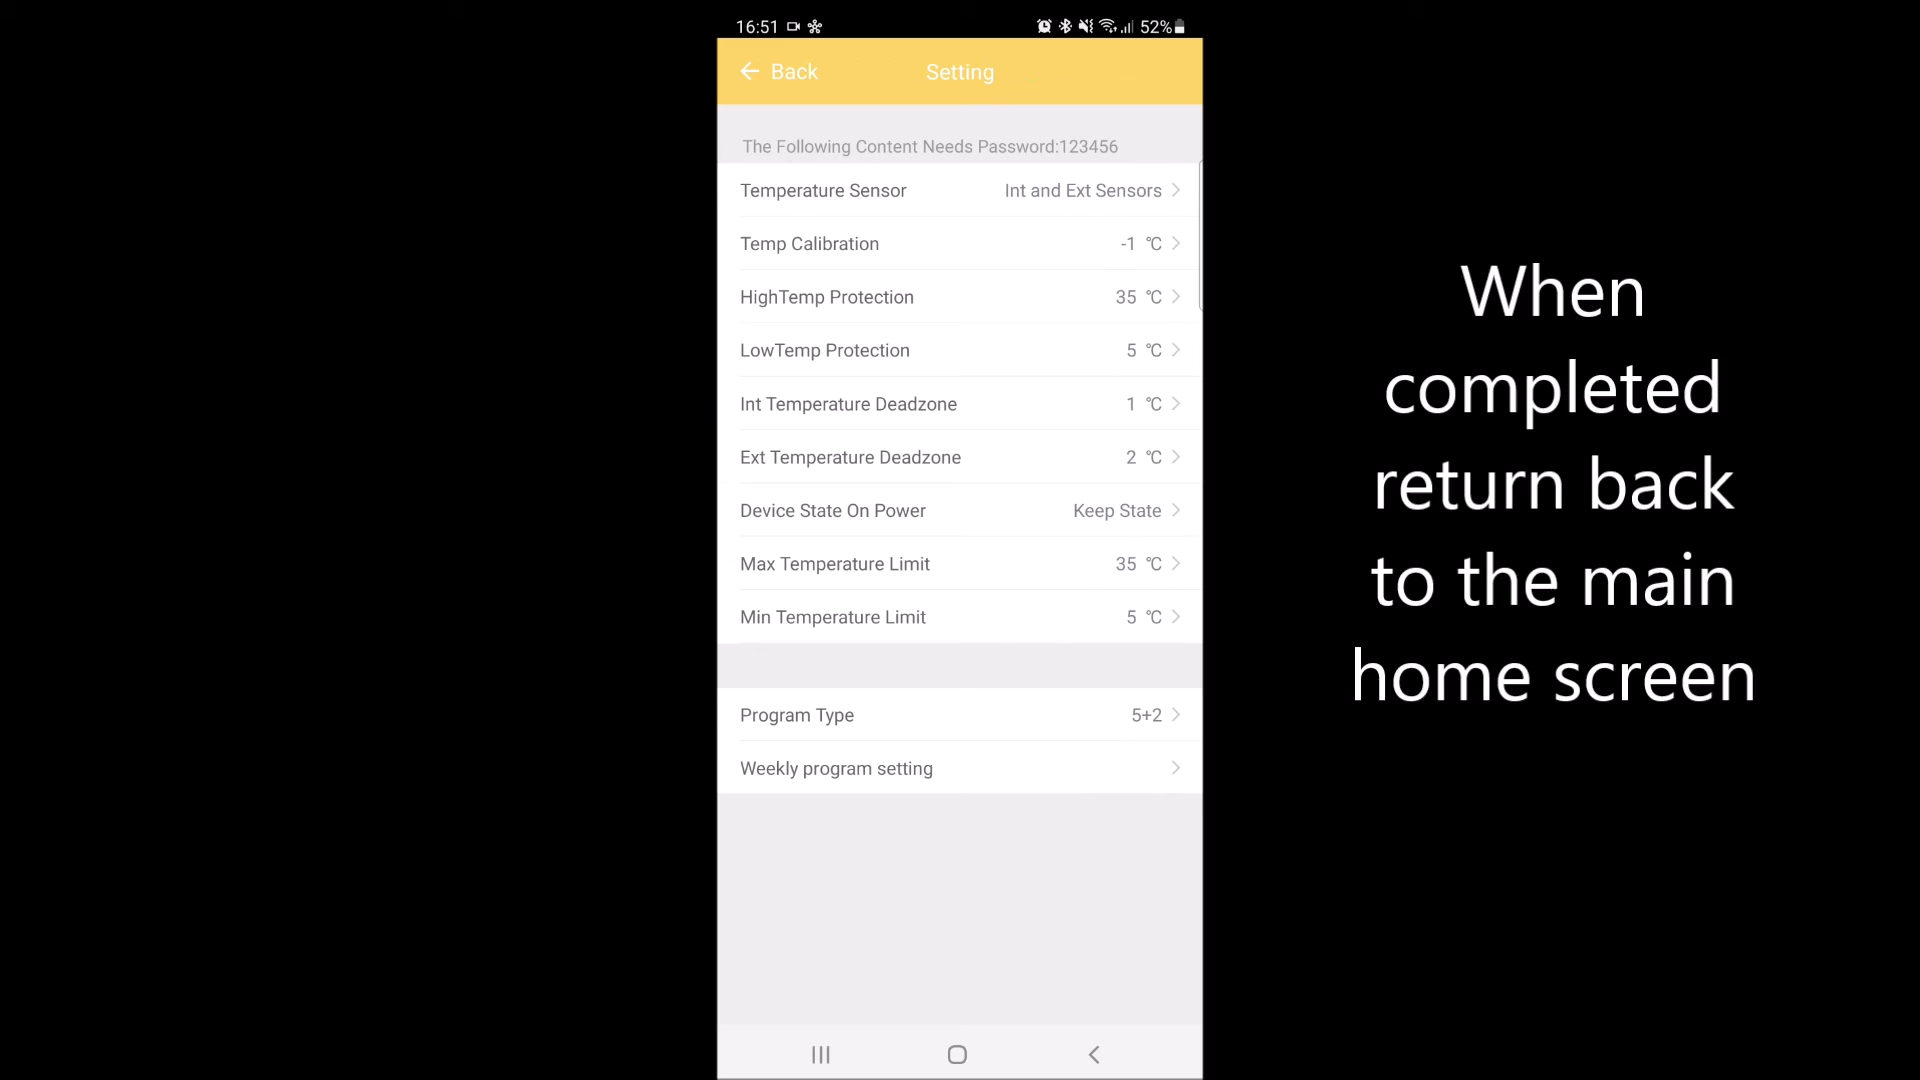 16:51 52%
Back Setting
The Following Content Needs Password:123456
Temperature Sensor Int and Ext Sensors
Temp Calibration -1 ℃
HighTemp Protection 35 ℃
LowTemp Protection 5 ℃
Int Temperature Deadzone 1 ℃
Ext Temperature Deadzone 2 ℃
Device State On Power Keep State
Max Temperature Limit 35 ℃
Min Temperature Limit 5 ℃
Program Type 5+2
Weekly program setting
When
completed
return back
to the main
home screen